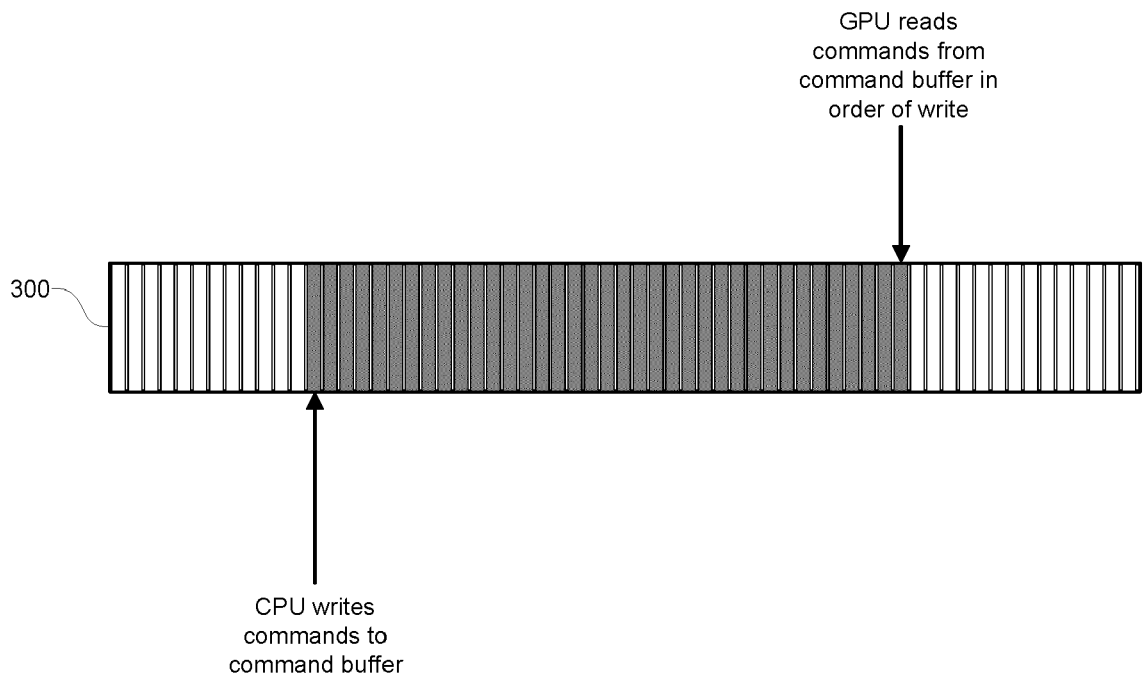 GPU reads
commands from
command buffer in
order of write
300
CPU writes
commands to
command buffer